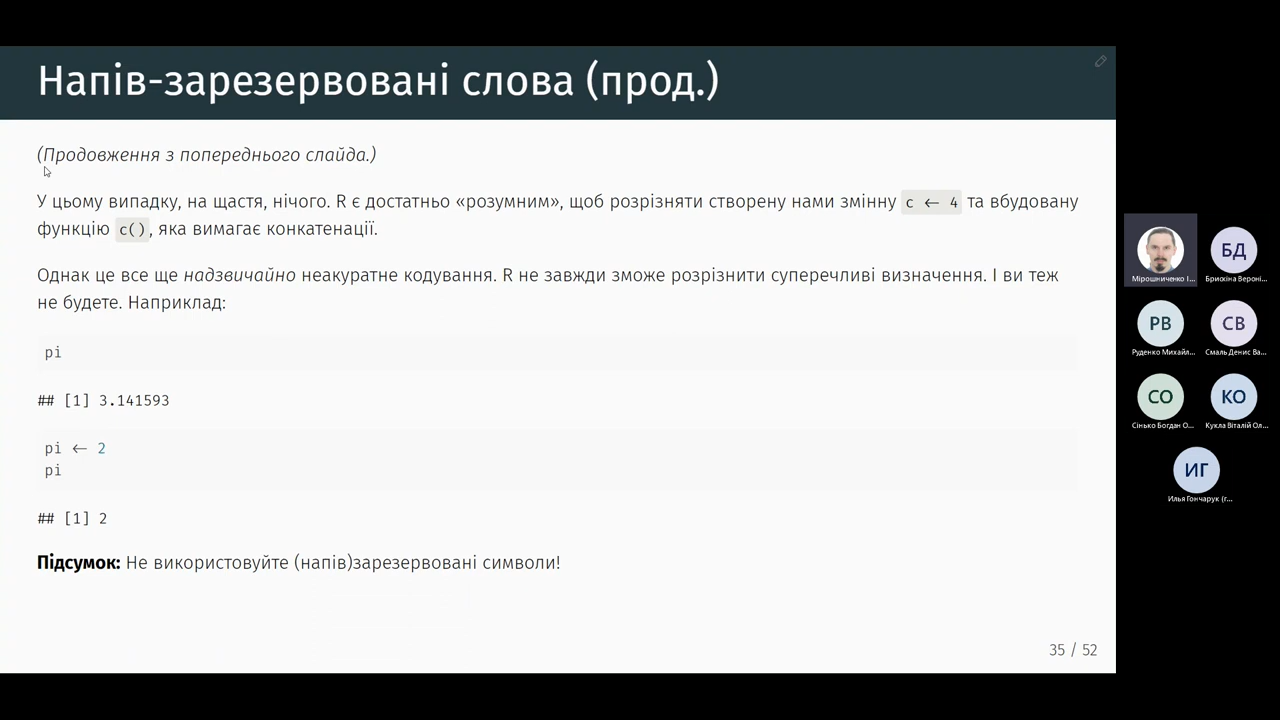 Напів-зарезервовані слова (прод.)
(Продовження з попереднього слайда.)
У цьому випадку, на щастя, нічого. R є достатньо «розумним», щоб розрізняти створену нами змінну c ← 4 та вбудовану
функцію c(), яка вимагає конкатенації.
Однак це все ще надзвичайно неакуратне кодування. R не завжди зможе розрізнити суперечливі визначення. І ви теж
не будете. Наприклад:
pi
## [1] 3.141593
pi ← 2
pi
## [1] 2
Підсумок: Не використовуйте (напів)зарезервовані символи!
35 / 52
Мірошниченко І...
БД
Брихіна Вероні...
РВ
Руденко Михайл...
СВ
Смаль Денис Ва...
СО
Сінько Богдан О...
КО
Кукла Віталій Ол...
ИГ
Илья Гончарук (г...